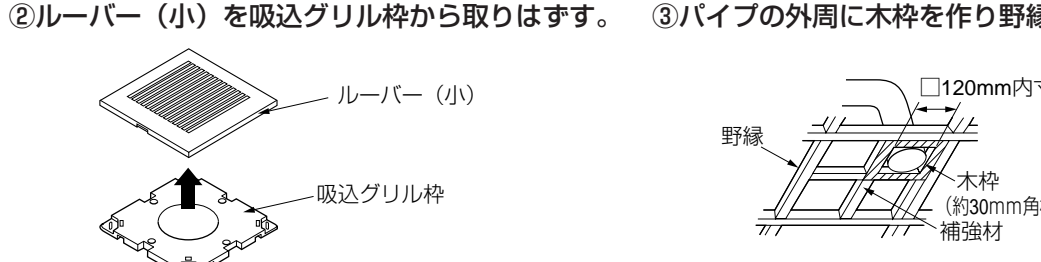 ②ルーバー（小）を吸込グリル枠から取りはずす。
ルーバー（小）
吸込グリル枠
③パイプの外周に木枠を作り野縁
□120mm内寸
野縁
木枠
（約30mm角
補強材